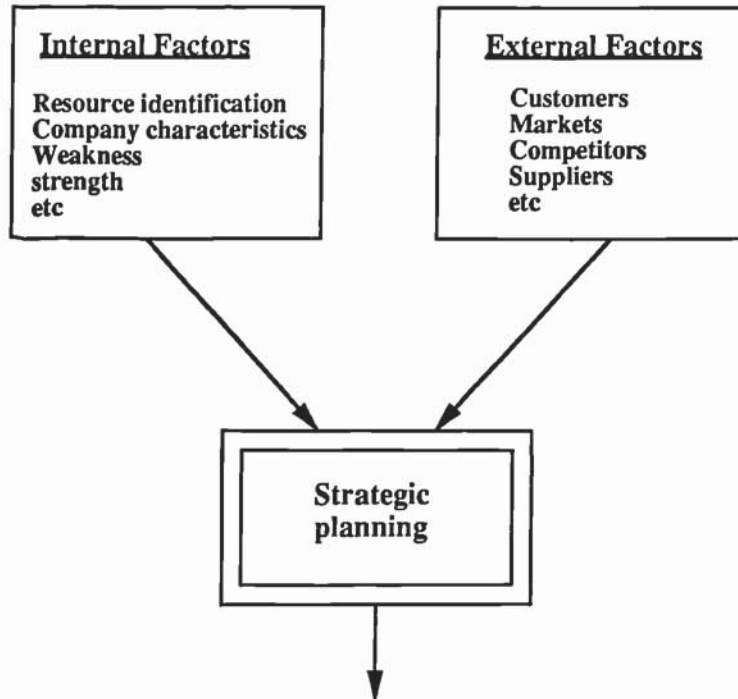 Internal Factors
Resource identification
Company characteristics
Weakness
strength
etc
External Factors
Customers
Markets
Competitors
Suppliers
etc
Strategic
planning